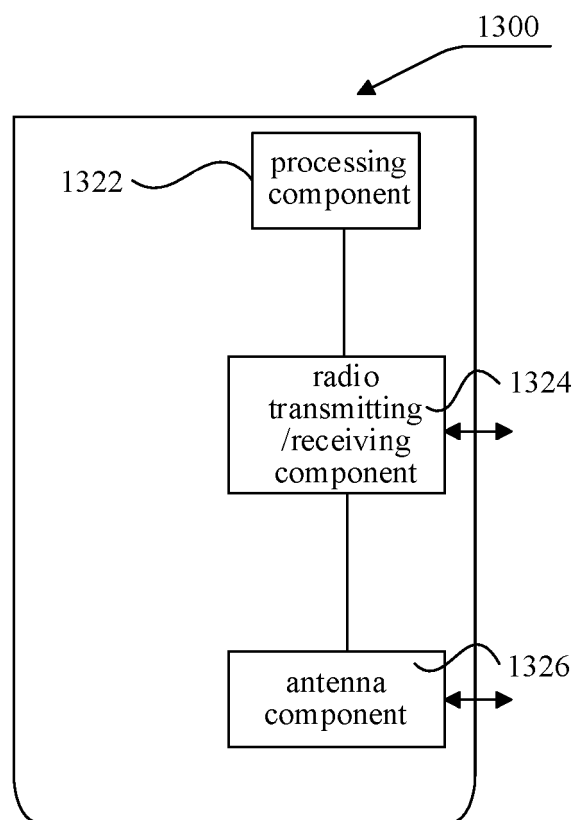 1300
1322
processing
component
radio
transmitting
/receiving
component
1324
antenna
component
1326